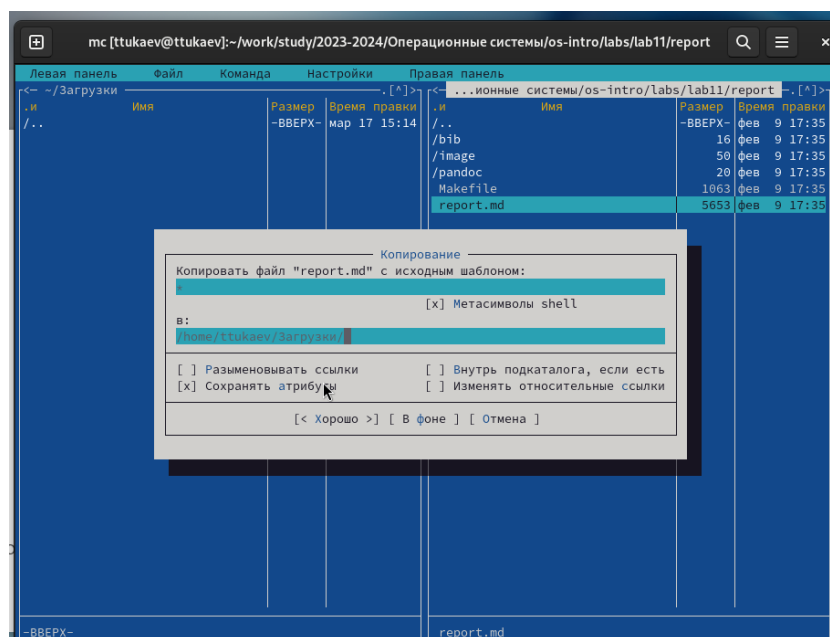 mc [ttukaev@ttukaev]:~/work/study/2023-2024/Операционные системы/os-intro/labs/lab11/report
Левая панель Файл Команда Настройки Правая панель
<— ~/Загрузки .[^]> <— ...ионные системы/os-intro/labs/lab11/report .[^]>
.и Имя Размер Время правки .и Имя Размер Время правки
/.. -ВВЕРХ- мар 17 15:14 /.. -ВВЕРХ- фев 9 17:35
/bib 16 фев 9 17:35
/image 50 фев 9 17:35
/pandoc 20 фев 9 17:35
Makefile 1063 фев 9 17:35
report.md 5653 фев 9 17:35
Копирование
Копировать файл "report.md" с исходным шаблоном:
*
[x] Метасимволы shell
в:
/home/ttukaev/Загрузки/
[ ] Разыменовывать ссылки [ ] Внутрь подкаталога, если есть
[x] Сохранять атрибуты [ ] Изменять относительные ссылки
[< Хорошо >] [ В фоне ] [ Отмена ]
-ВВЕРХ- report.md